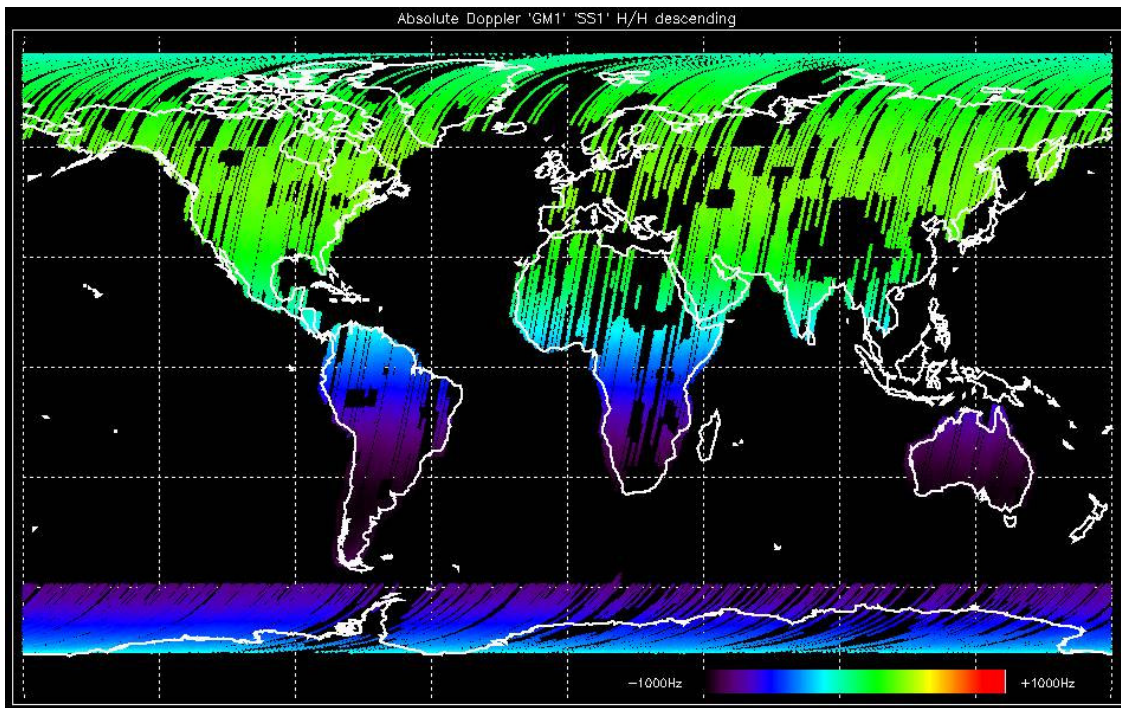 Absolute Doppler 'GM1' 'SS1' H/H descending
−1000Hz +1000Hz